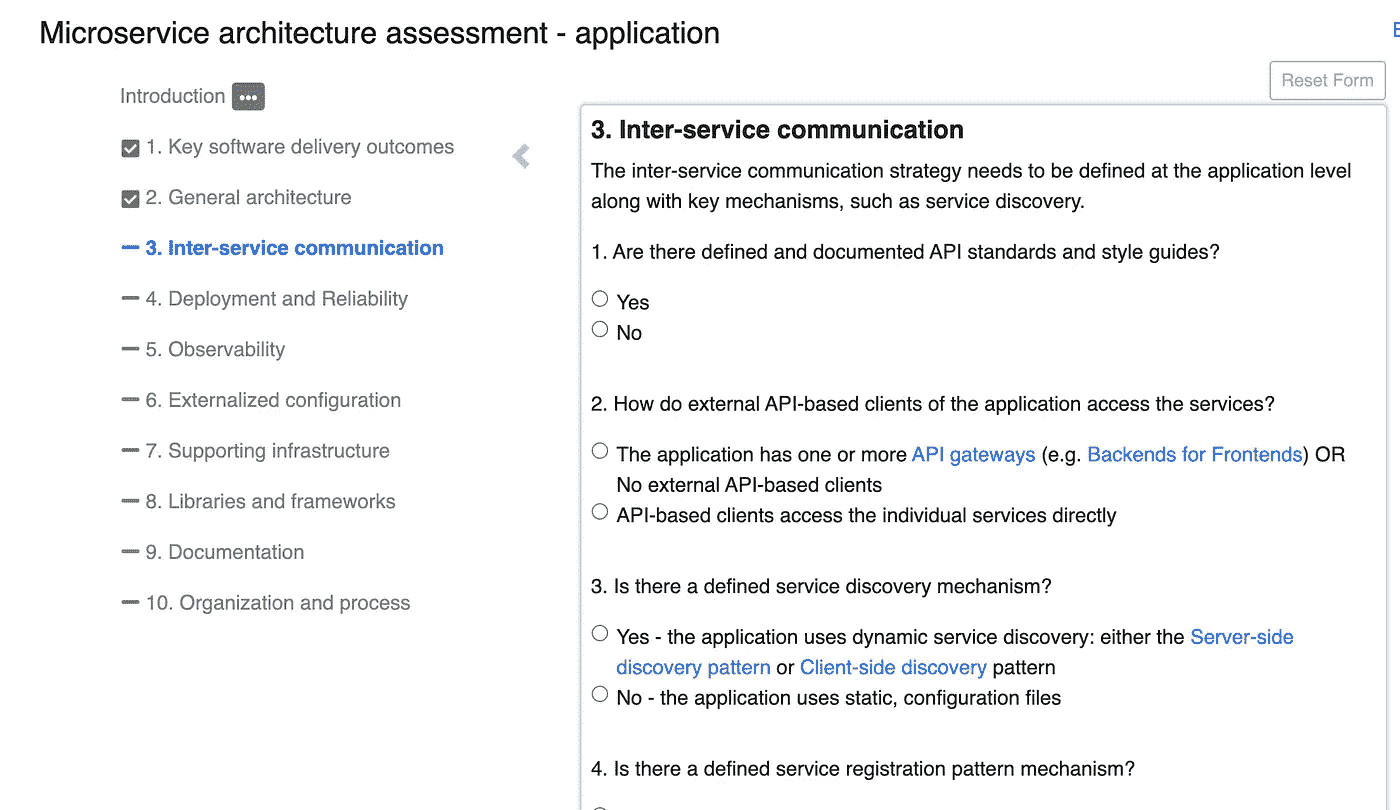 Microservice architecture assessment - application
Reset Form
Introduction
1. Key software delivery outcomes
2. General architecture
3. Inter-service communication
4. Deployment and Reliability
5. Observability
6. Externalized configuration
7. Supporting infrastructure
8. Libraries and frameworks
9. Documentation
10. Organization and process
3. Inter-service communication
The inter-service communication strategy needs to be defined at the application level
along with key mechanisms, such as service discovery.
1. Are there defined and documented API standards and style guides?
Yes
No
2. How do external API-based clients of the application access the services?
The application has one or more API gateways (e.g. Backends for Frontends) OR
No external API-based clients
API-based clients access the individual services directly
3. Is there a defined service discovery mechanism?
Yes - the application uses dynamic service discovery: either the Server-side
discovery pattern or Client-side discovery pattern
No - the application uses static, configuration files
4. Is there a defined service registration pattern mechanism?